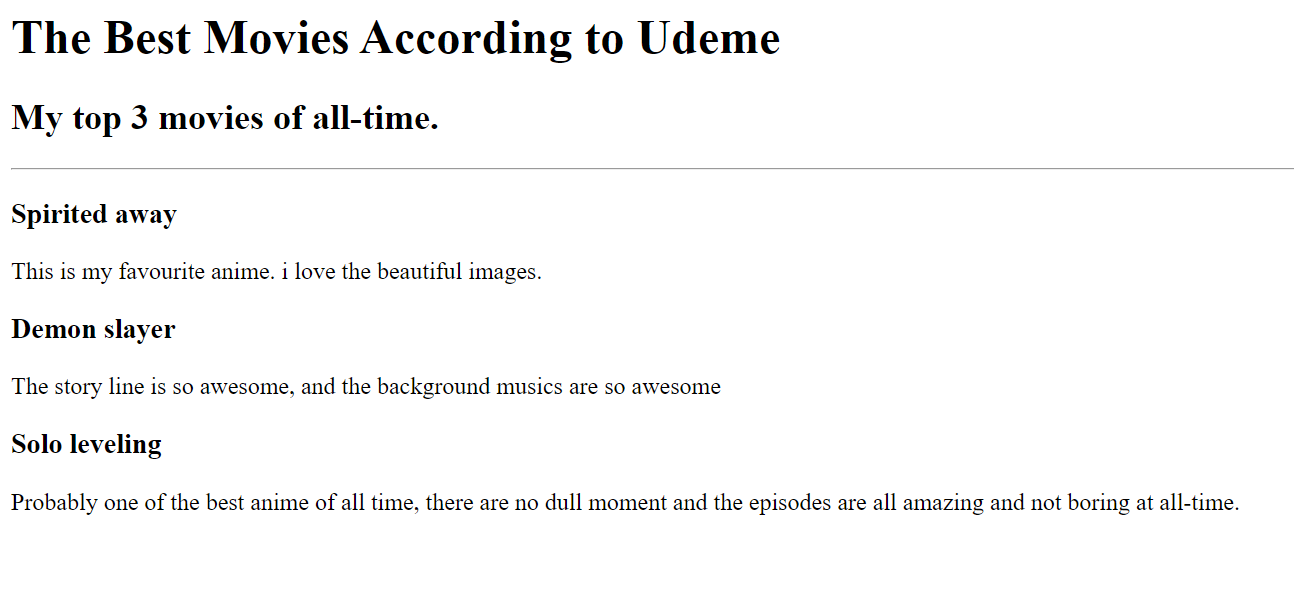 The Best Movies According to Udeme
My top 3 movies of all-time.
Spirited away
This is my favourite anime. i love the beautiful images.
Demon slayer
The story line is so awesome, and the background musics are so awesome
Solo leveling
Probably one of the best anime of all time, there are no dull moment and the episodes are all amazing and not boring at all-time.